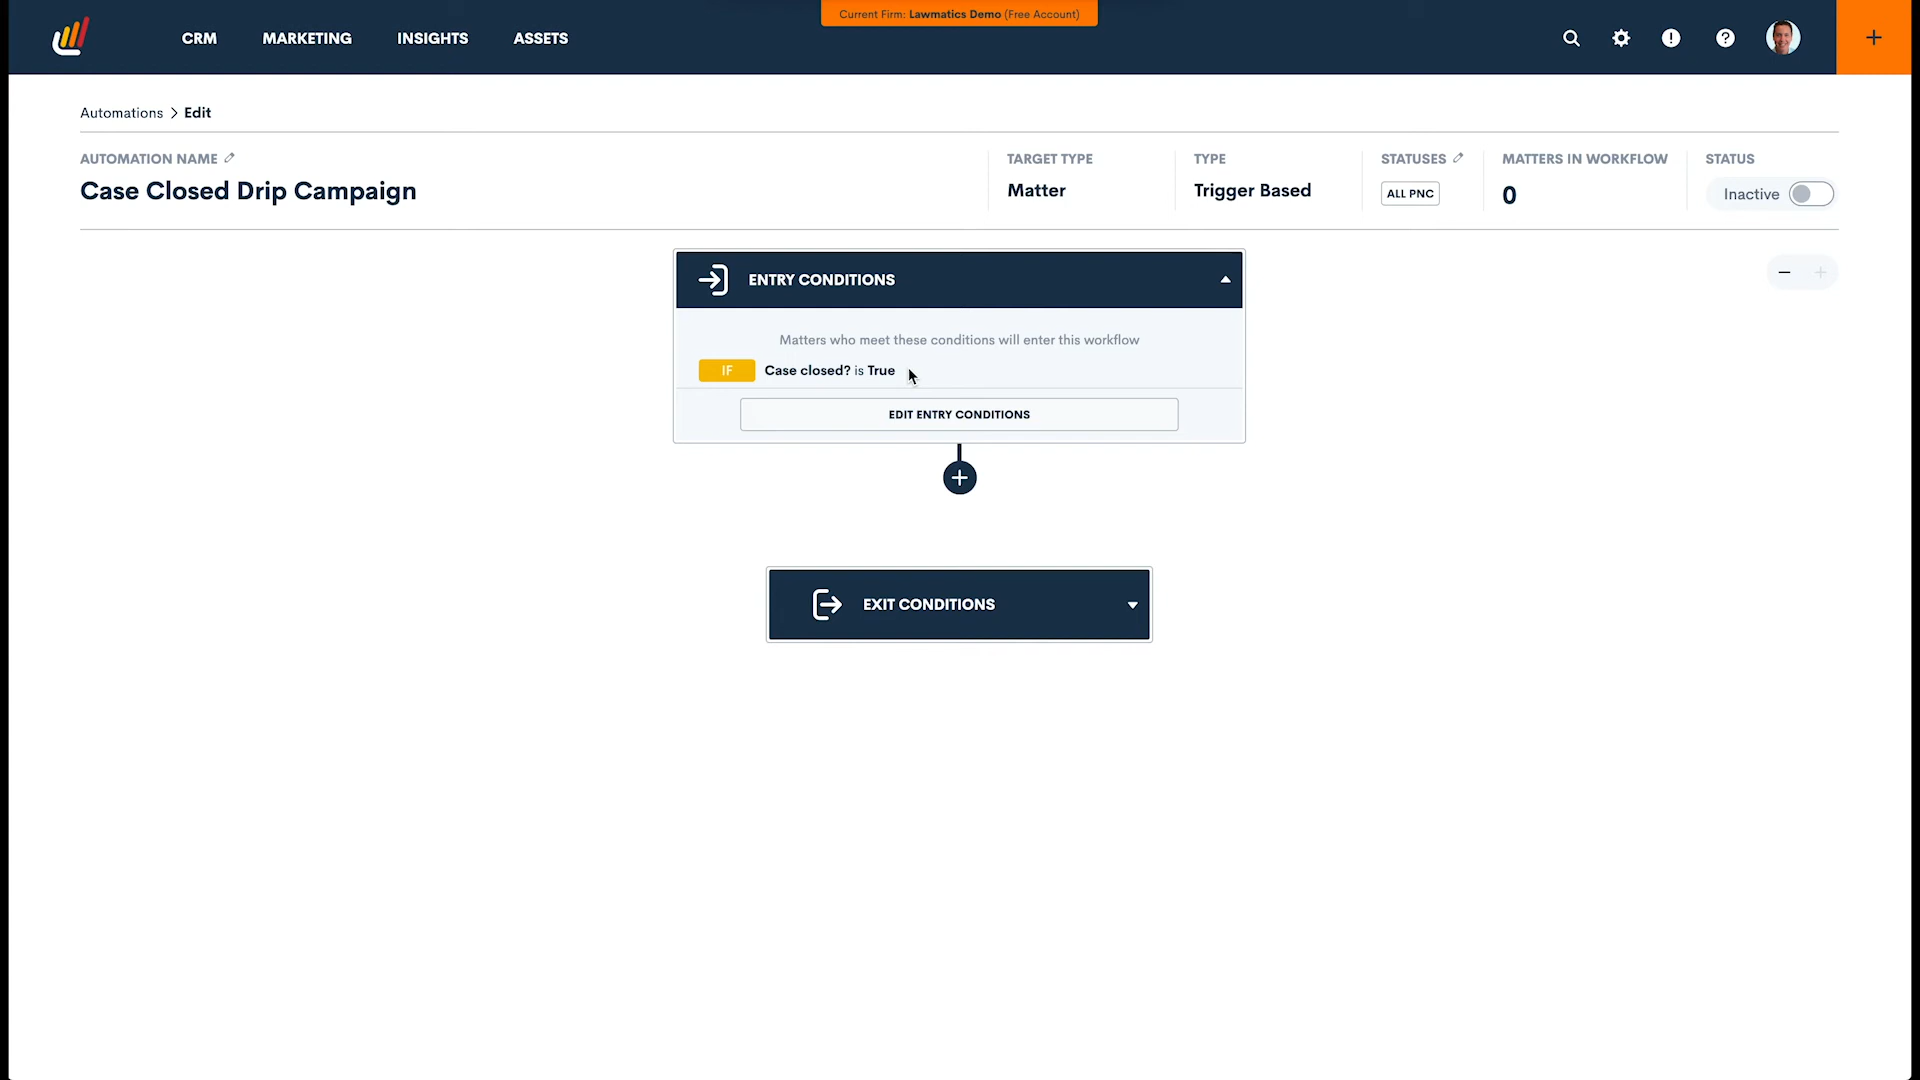 Current Firm: Lawmatics Demo (Free Account)
CRM MARKETING INSIGHTS ASSETS
Automations > Edit
AUTOMATION NAME
Case Closed Drip Campaign
TARGET TYPE
Matter
TYPE
Trigger Based
STATUSES
ALL PNC
MATTERS IN WORKFLOW
0
STATUS
Inactive
ENTRY CONDITIONS
Matters who meet these conditions will enter this workflow
IF Case closed? is True
EDIT ENTRY CONDITIONS
EXIT CONDITIONS